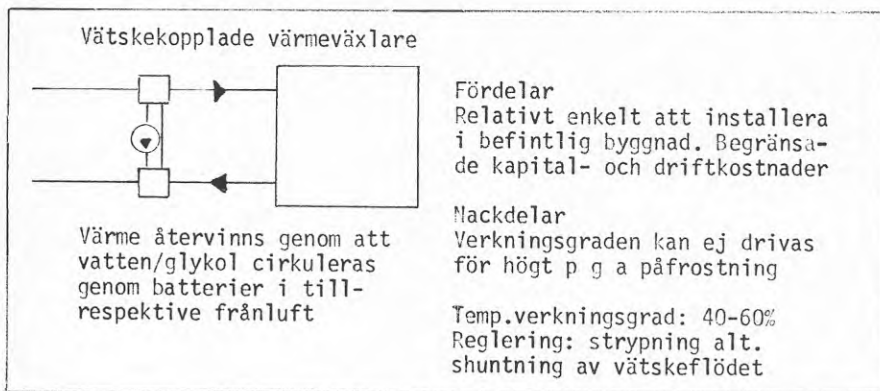 Vätskekopplade värmeväxlare
Värme återvinns genom att
vatten/glykol cirkuleras
genom batterier i till-
respektive frånluft
Fördelar
Relativt enkelt att installera
i befintlig byggnad. Begränsa-
de kapital- och driftkostnader
Nackdelar
Verkningsgraden kan ej drivas
för högt p g a påfrostning
Temp.verkningsgrad: 40-60%
Reglering: strypning alt.
shuntning av vätskeflödet